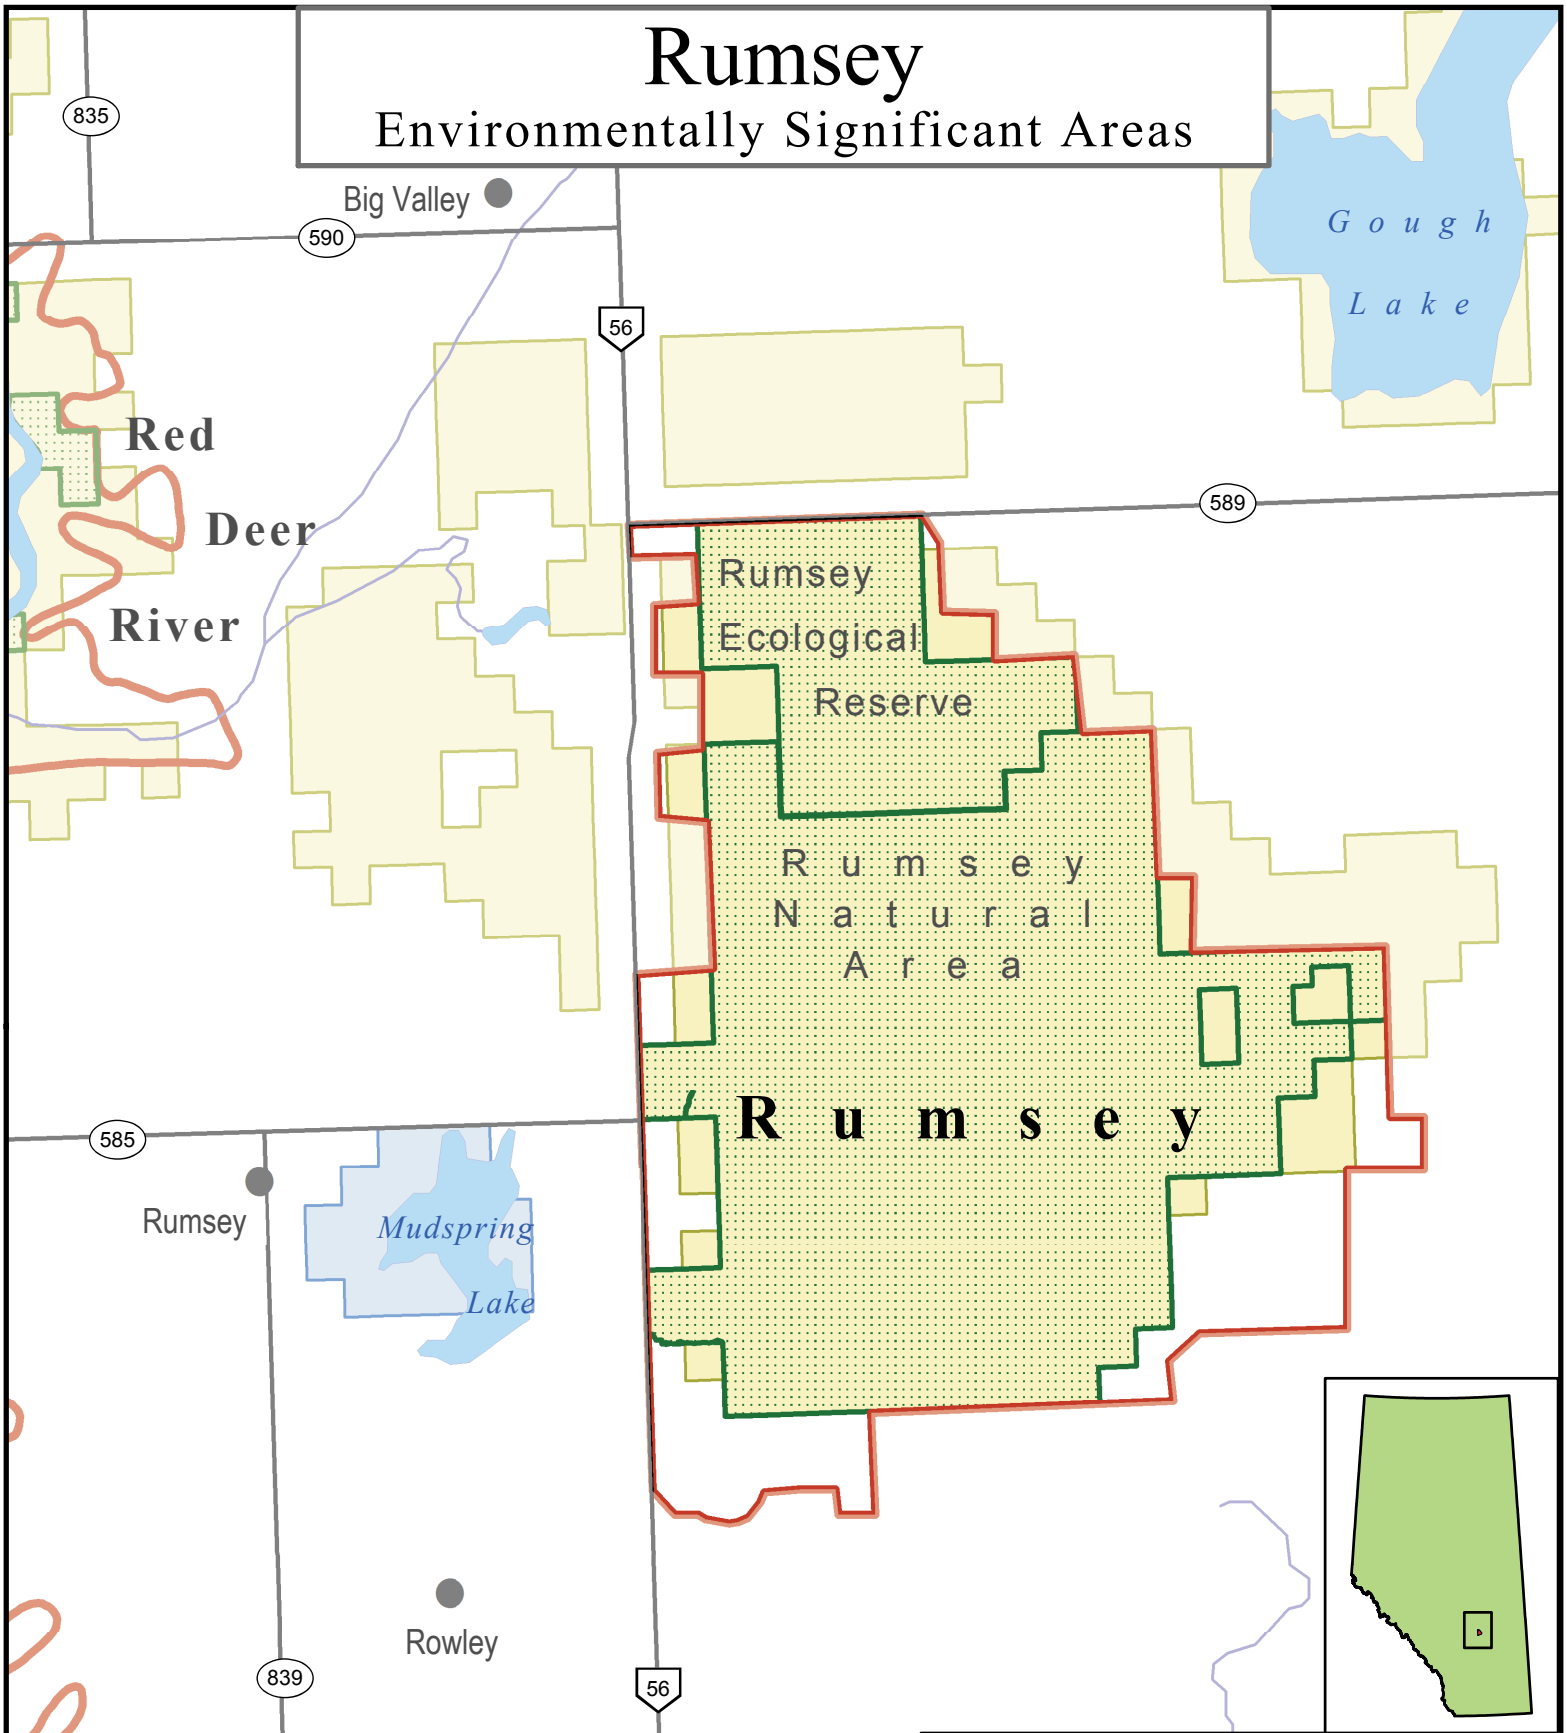 Rumsey
Environmentally Significant Areas
835
Big Valley
590
Gough
Lake
56
Red
Deer
River
589
Rumsey
Ecological
Reserve
Rumsey
Natural
Area
Rumsey
585
Rumsey
Mudspring
Lake
Rowley
839
56